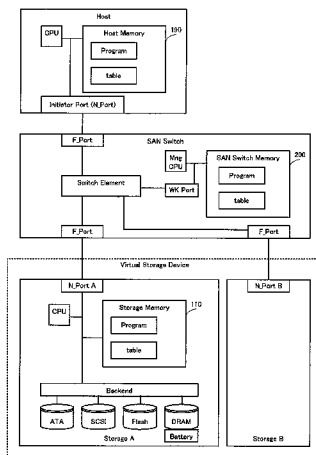 Host
CPU
Host Memory
190
Program
table
Initiator Port (N_Port)
F_Port
SAN Switch
Mng CPU
SAN Switch Memory
200
Program
table
Switch Element
WK Port
F_Port
F_Port
Virtual Storage Device
N_Port A
N_Port B
CPU
Storage Memory
110
Program
table
Backend
ATA
SCSI
Flash
DRAM
Battery
Storage A
Storage B